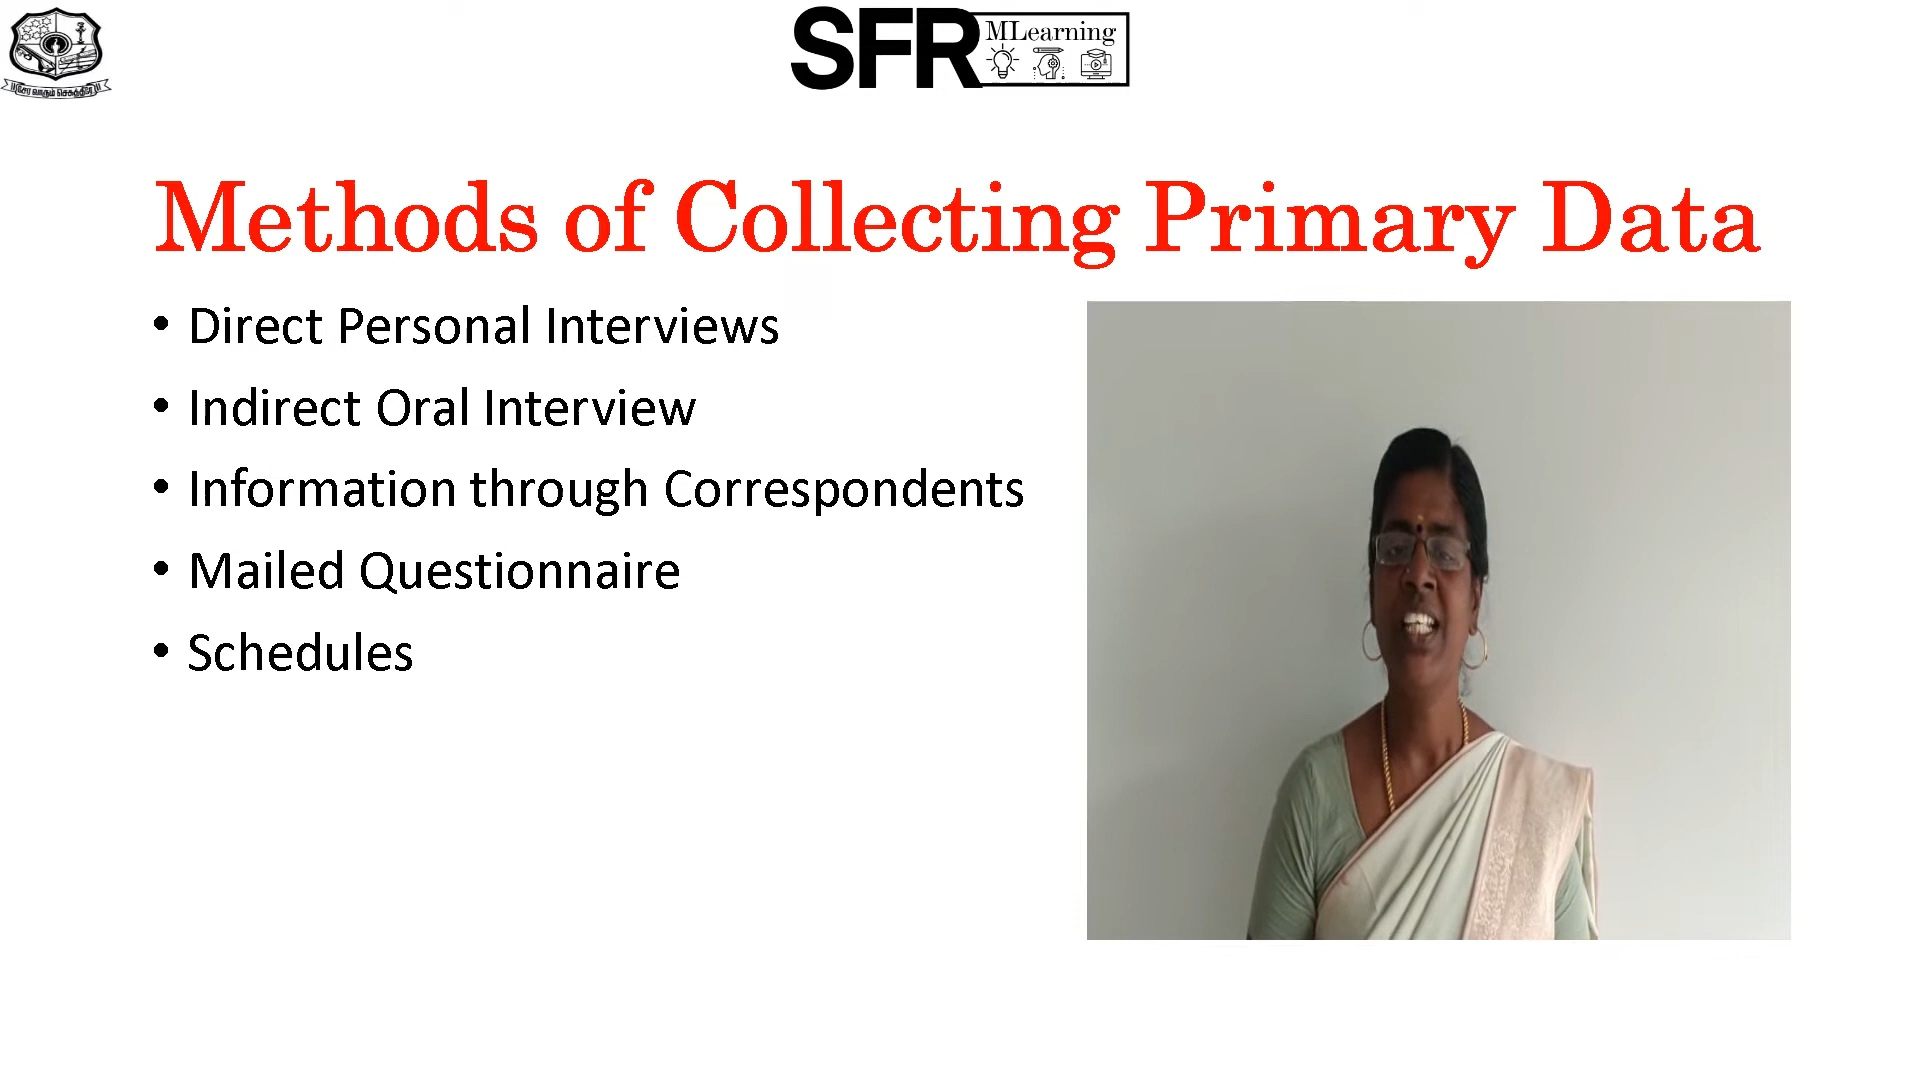 SFR
MLearning
Methods of Collecting Primary Data
• Direct Personal Interviews
• Indirect Oral Interview
• Information through Correspondents
• Mailed Questionnaire
• Schedules